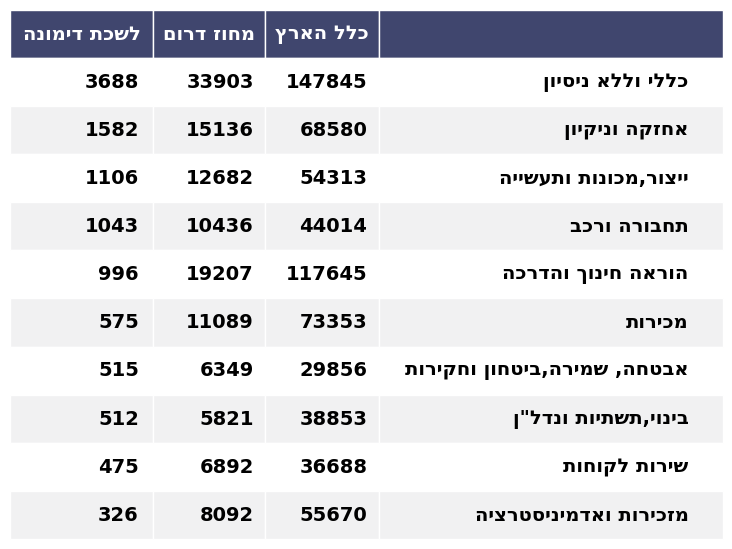 כלל הארץ מחוז דרום לשכת דימונה
כללי וללא ניסיון 147845 33903 3688
אחזקה וניקיון 68580 15136 1582
ייצור,מכונות ותעשייה 54313 12682 1106
תחבורה ורכב 44014 10436 1043
הוראה חינוך והדרכה 117645 19207 996
מכירות 73353 11089 575
אבטחה, שמירה,ביטחון וחקירות 29856 6349 515
בינוי,תשתיות ונדל"ן 38853 5821 512
שירות לקוחות 36688 6892 475
מזכירות ואדמיניסטרציה 55670 8092 326